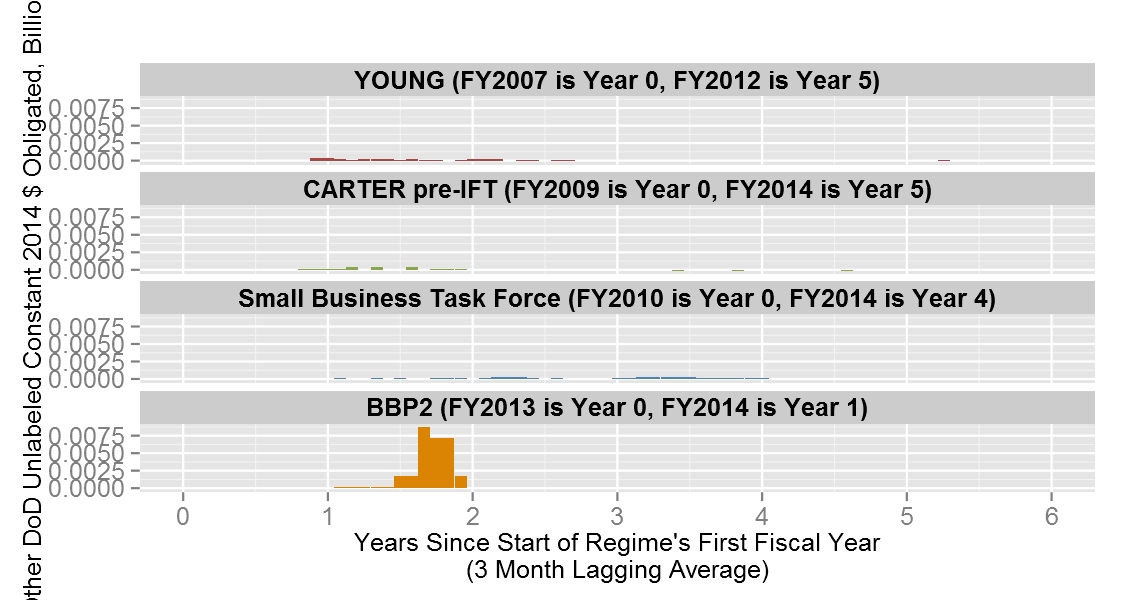 Other DoD Unlabeled Constant 2014 $ Obligated, Billio
YOUNG (FY2007 is Year 0, FY2012 is Year 5)
0.0075
0.0050
0.0025
0.0000
CARTER pre-IFT (FY2009 is Year 0, FY2014 is Year 5)
0.0075
0.0050
0.0025
0.0000
Small Business Task Force (FY2010 is Year 0, FY2014 is Year 4)
0.0075
0.0050
0.0025
0.0000
BBP2 (FY2013 is Year 0, FY2014 is Year 1)
0.0075
0.0050
0.0025
0.0000
0 1 2 3 4 5 6
Years Since Start of Regime's First Fiscal Year
(3 Month Lagging Average)